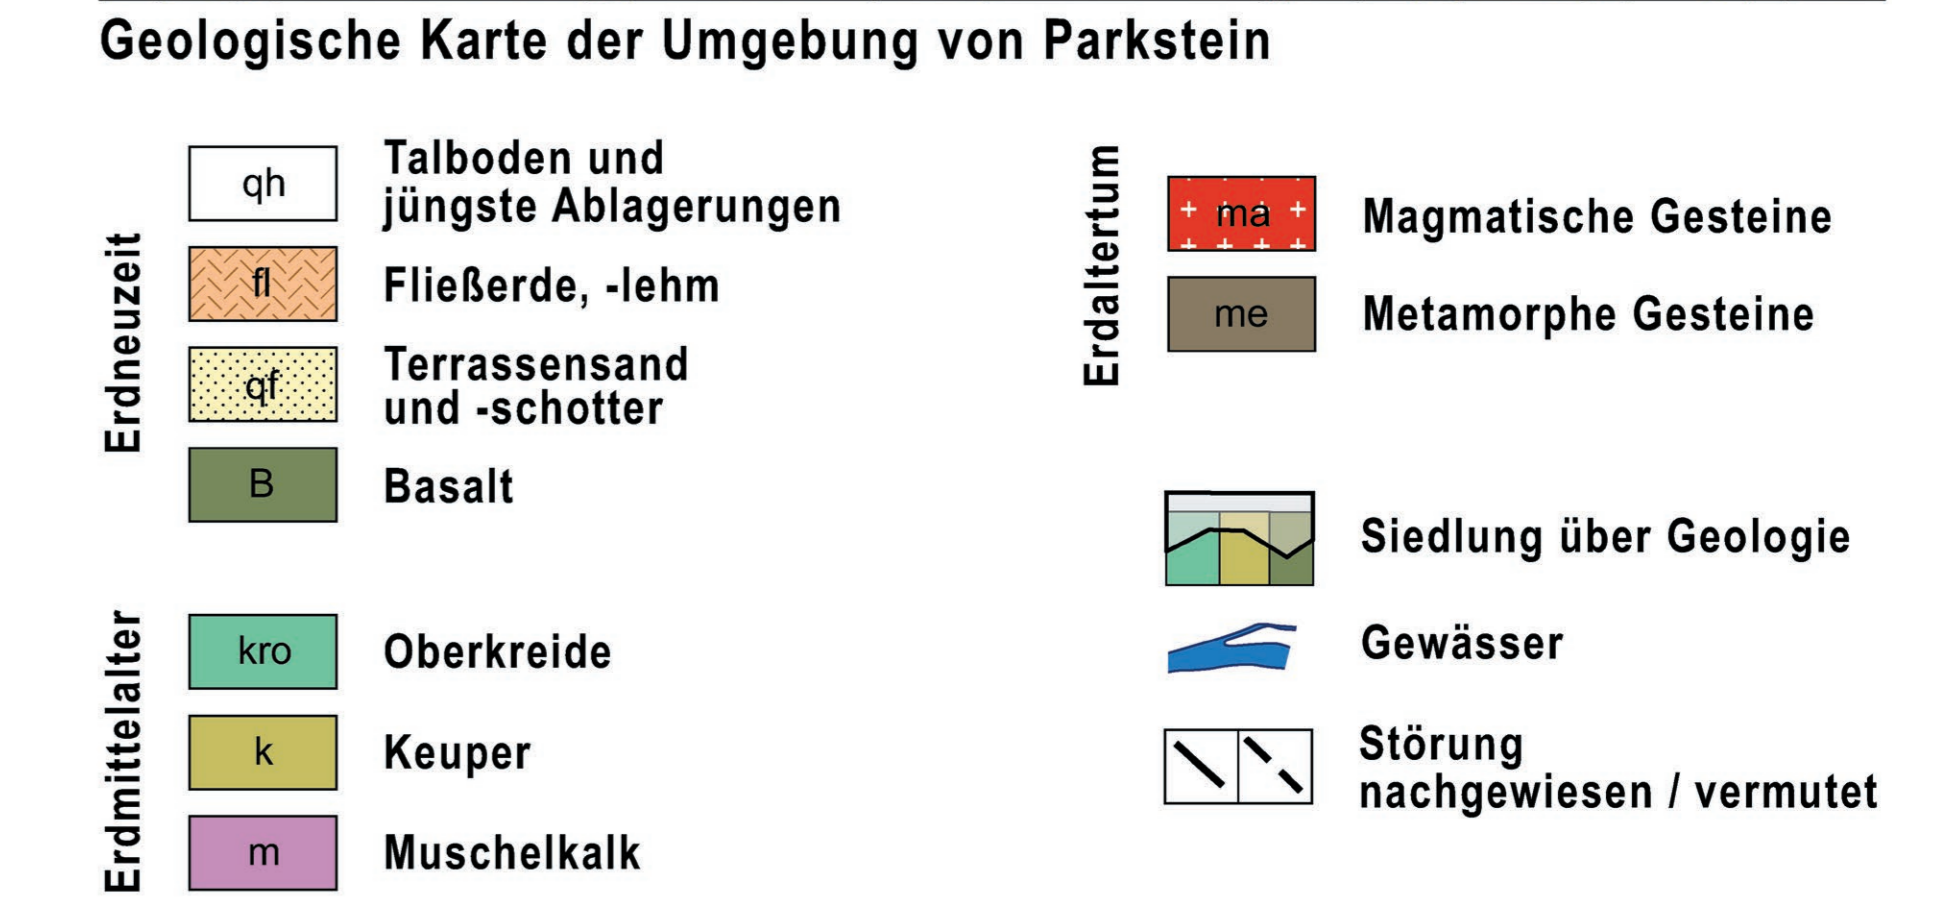 Geologische Karte der Umgebung von Parkstein
Erdneuzeit
qh
Talboden und
jüngste Ablagerungen
fl
Fließerde, -lehm
qf
Terrassensand
und -schotter
B
Basalt
Erdmittelalter
kro
Oberkreide
k
Keuper
m
Muschelkalk
Erdaltertum
ma
Magmatische Gesteine
me
Metamorphe Gesteine
Siedlung über Geologie
Gewässer
Störung
nachgewiesen / vermutet